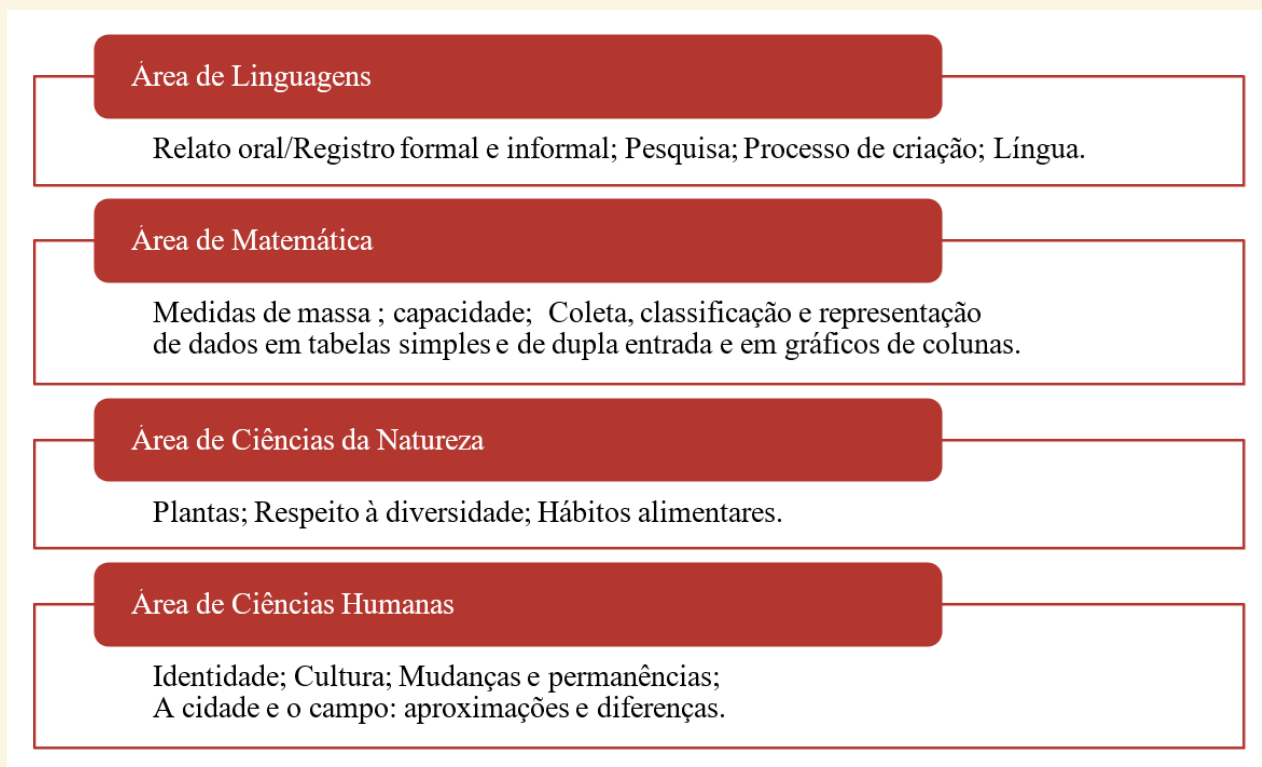 Área de Linguagens
Relato oral/Registro formal e informal; Pesquisa; Processo de criação; Língua.
Área de Matemática
Medidas de massa ; capacidade;  Coleta, classificação e representação
de dados em tabelas simples e de dupla entrada e em gráficos de colunas.
Área de Ciências da Natureza
Plantas; Respeito à diversidade; Hábitos alimentares.
Área de Ciências Humanas
Identidade; Cultura; Mudanças e permanências;
A cidade e o campo: aproximações e diferenças.